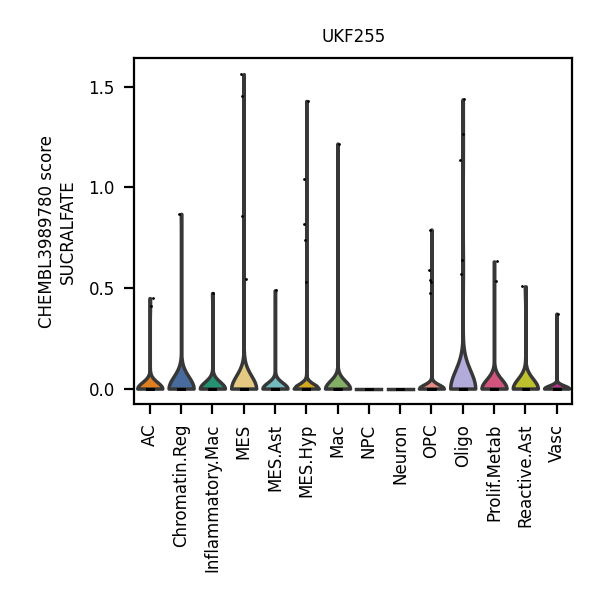 UKF255
CHEMBL3989780 score
SUCRALFATE
1.5
1.0
0.5
0.0
AC
Chromatin.Reg
Inflammatory.Mac
MES
MES.Ast
MES.Hyp
Mac
NPC
Neuron
OPC
Oligo
Prolif.Metab
Reactive.Ast
Vasc